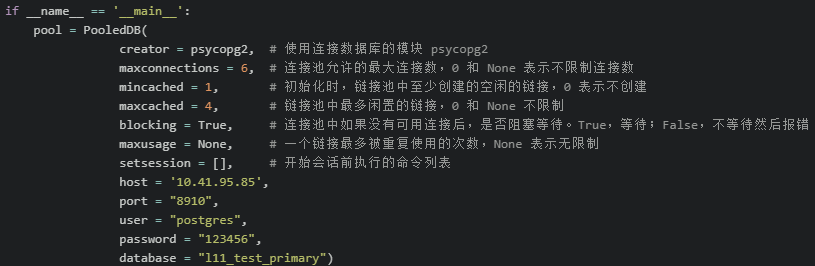 if __name__ == '__main__':
pool = PooledDB(
creator = psycopg2,  # 使用连接数据库的模块 psycopg2
maxconnections = 6,  # 连接池允许的最大连接数，0 和 None 表示不限制连接数
mincached = 1,  # 初始化时，链接池中至少创建的空闲的链接，0 表示不创建
maxcached = 4,  # 链接池中最多闲置的链接，0 和 None 不限制
blocking = True,  # 连接池中如果没有可用连接后，是否阻塞等待。True，等待；False，不等待然后报错
maxusage = None,  # 一个链接最多被重复使用的次数，None 表示无限制
setsession = [],  # 开始会话前执行的命令列表
host = '10.41.95.85',
port = "8910",
user = "postgres",
password = "123456",
database = "l11_test_primary")